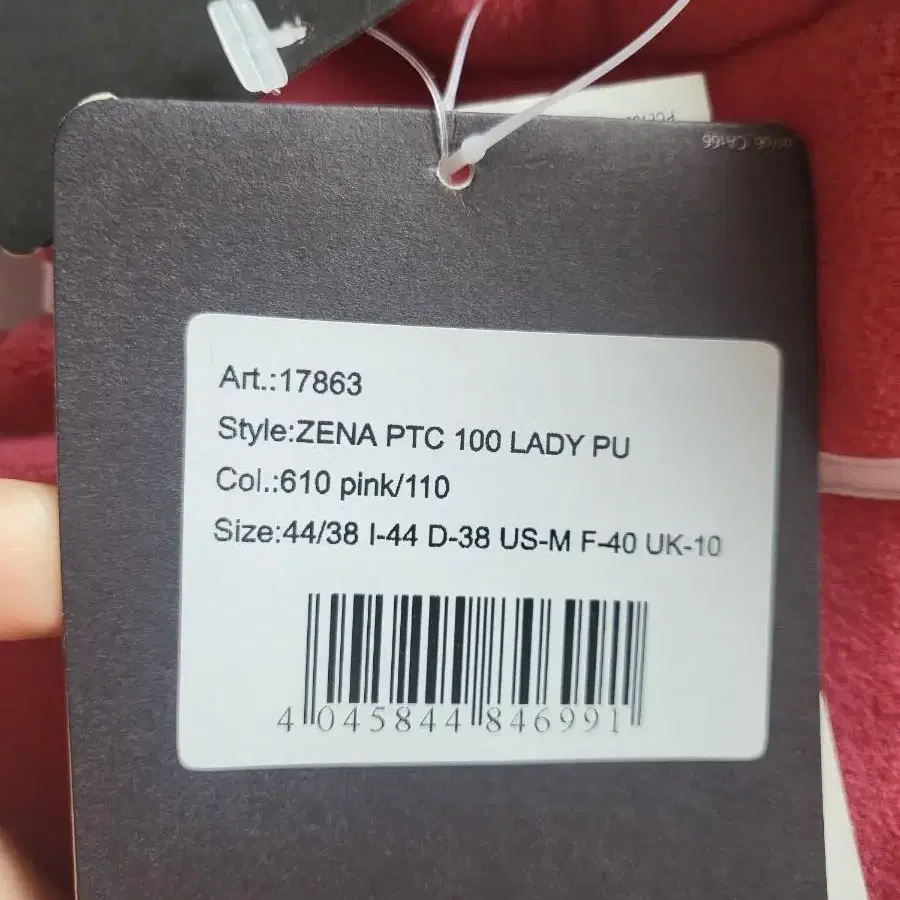 Art.:17863
Style:ZENA PTC 100 LADY PU
Col.:610 pink/110
Size:44/38 I-44 D-38 US-M F-40 UK-10
4 045844 846991